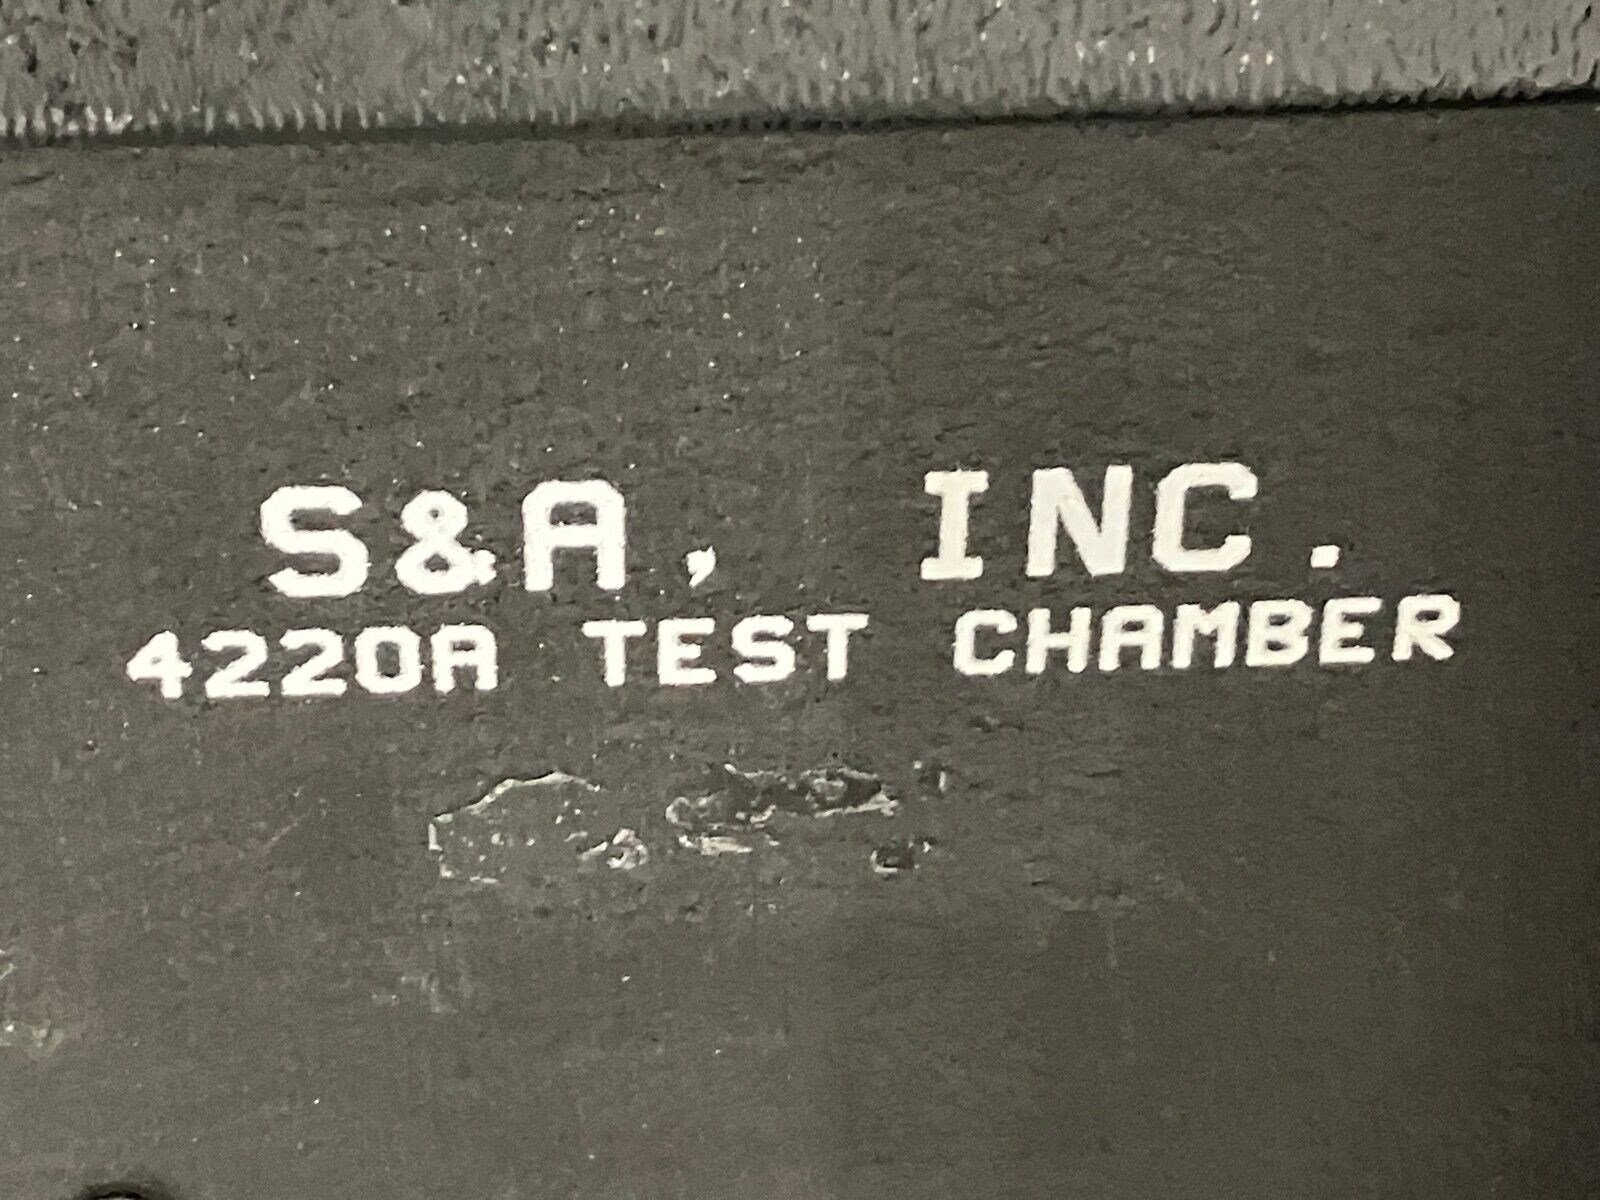 S&A, INC.
4220A TEST CHAMBER